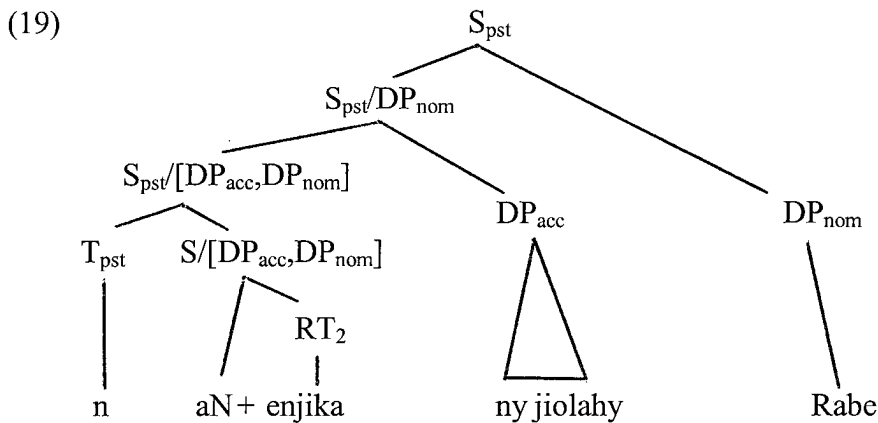 (19)
S_pst
S_pst/DP_nom
S_pst/[DP_acc,DP_nom]
DP_acc DP_nom
T_pst S/[DP_acc,DP_nom]
RT_2
n aN + enjika ny jiolahy Rabe